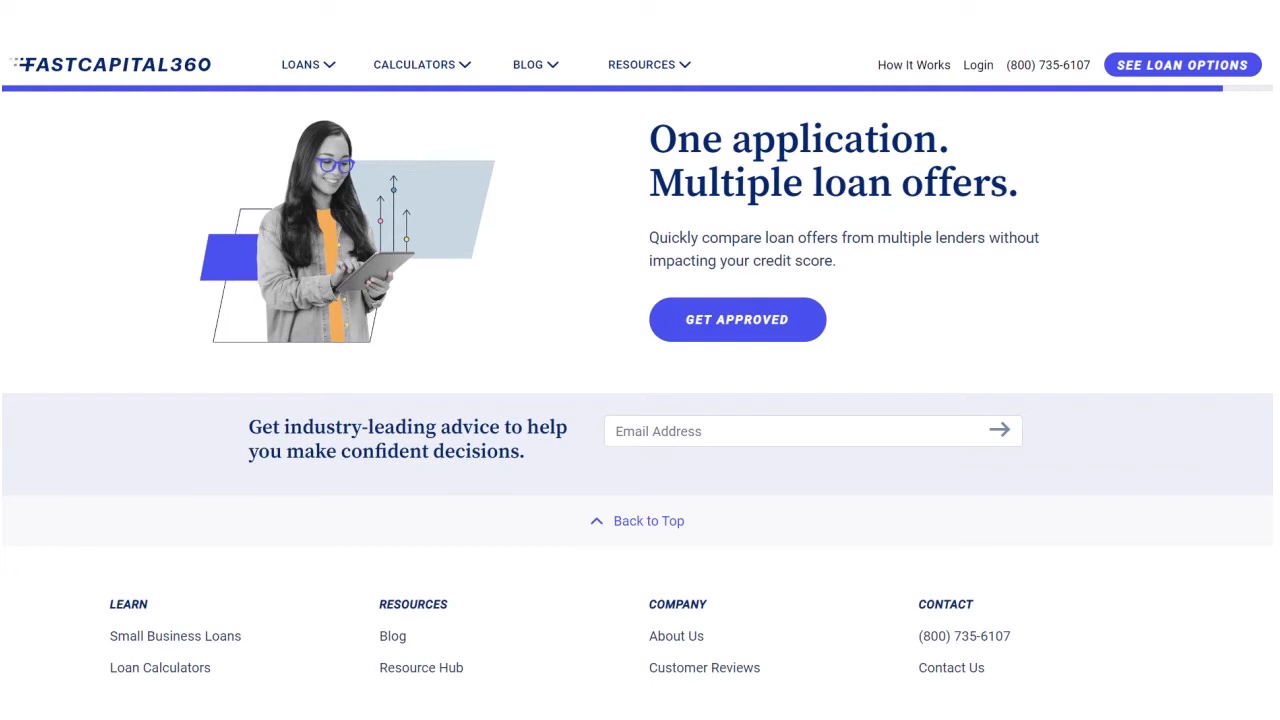 FASTCAPITAL360
LOANS
CALCULATORS
BLOG
RESOURCES
How It Works
Login
(800) 735-6107
SEE LOAN OPTIONS
One application.
Multiple loan offers.
Quickly compare loan offers from multiple lenders without
impacting your credit score.
GET APPROVED
Get industry-leading advice to help
you make confident decisions.
Email Address
Back to Top
LEARN
Small Business Loans
Loan Calculators
RESOURCES
Blog
Resource Hub
COMPANY
About Us
Customer Reviews
CONTACT
(800) 735-6107
Contact Us